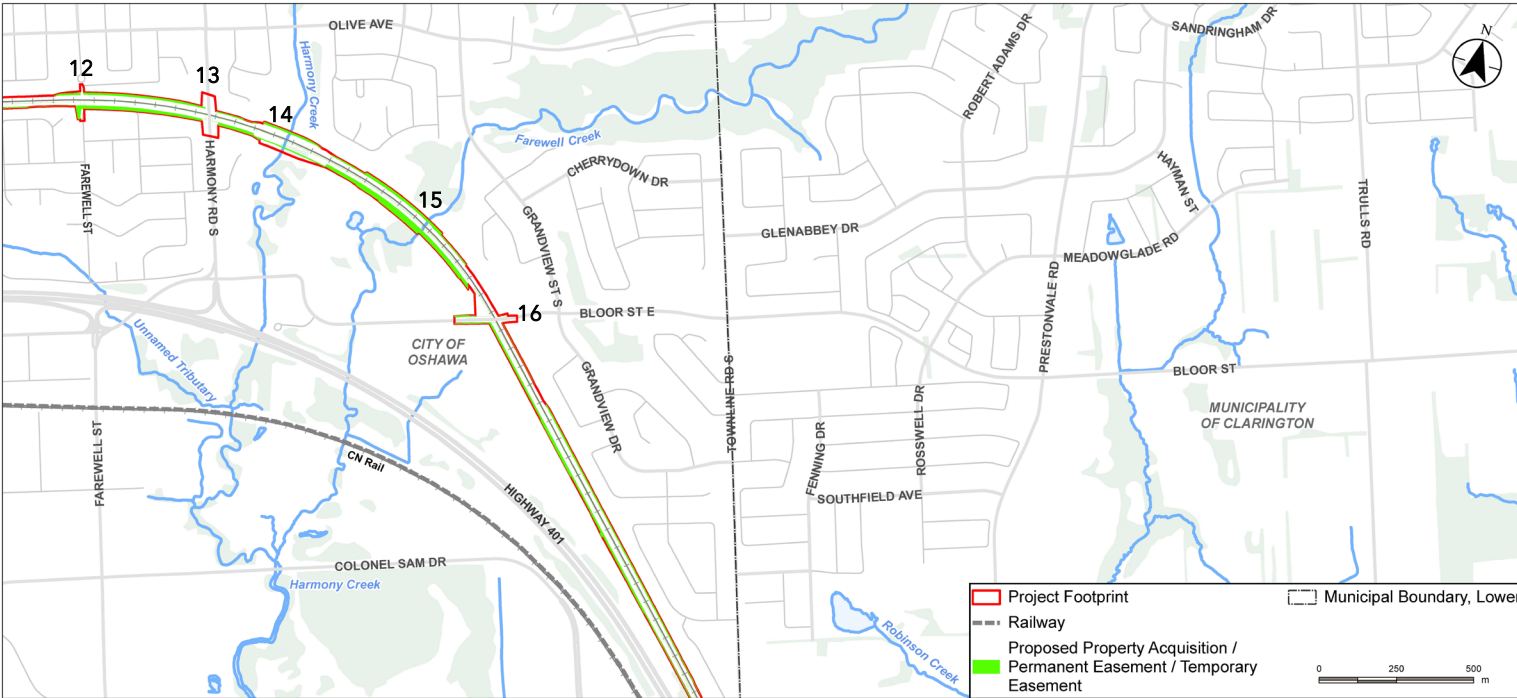 OLIVE AVE
SANDRINGHAM DR
ROBERT ADAMS DR
N
Harmony Creek
12
13
14
Farewell Creek
CHERRYDOWN DR
HAYMAN ST
FAREWELL ST
HARMONY RD S
15
GRANDVIEW ST S
GLENABBEY DR
TRULLS RD
MEADOWGLADE RD
PRESTONVALE RD
16
BLOOR ST E
Unnamed Tributary
CITY OF
OSHAWA
TOWNLINE RD S
BLOOR ST
GRANDVIEW DR
ROSSWELL DR
MUNICIPALITY
OF CLARINGTON
FAREWELL ST
CN Rail
FENNING DR
SOUTHFIELD AVE
HIGHWAY 401
COLONEL SAM DR
Harmony Creek
Robinson Creek
Project Footprint
Municipal Boundary, Lower
Railway
Proposed Property Acquisition /
Permanent Easement / Temporary
Easement
0 250 500
m